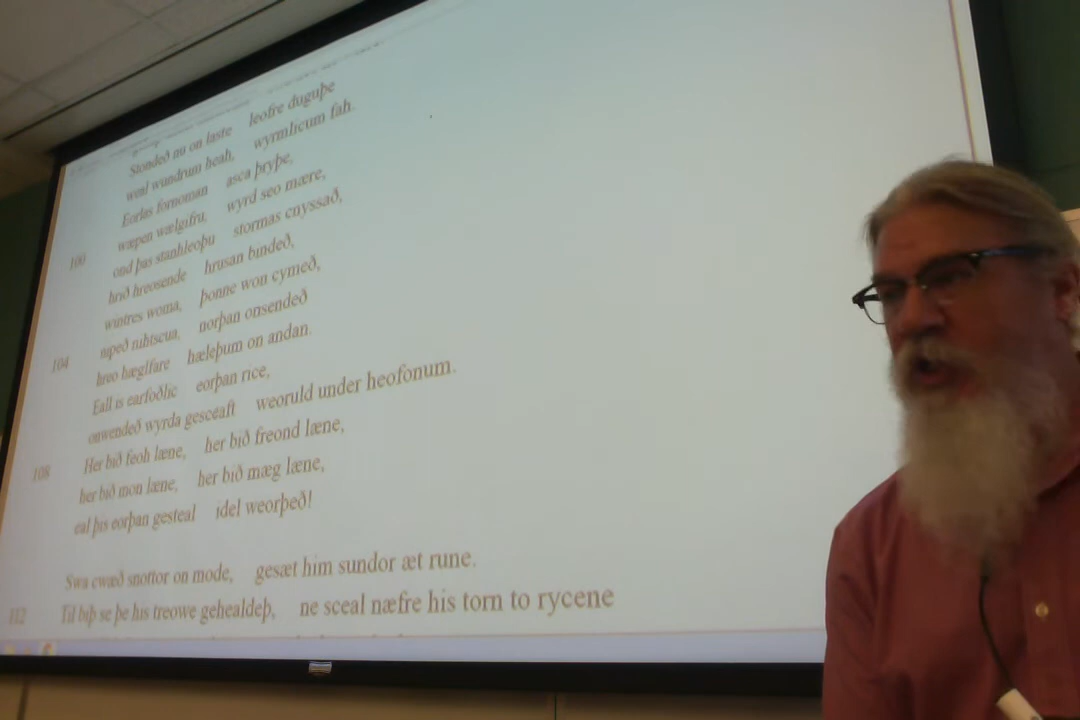 Stondeð nu on laste leofre duguþe
weal wundrum heah, wyrmlicum fah.
Eorlas fornoman asca þryþe,
wæpen wælgifru, wyrd seo mære,
100 ond þas stanhleoþu stormas cnyssað,
hrið hreosende hrusan bindeð,
wintres woma, þonne won cymeð,
nipeð nihtscua, norþan onsendeð
104 hreo hæglfare hæleþum on andan.
Eall is earfoðlic eorþan rice,
onwendeð wyrda gesceaft weoruld under heofonum.
Her bið feoh læne, her bið freond læne,
108 her bið mon læne, her bið mæg læne,
eal þis eorþan gesteal idel weorþeð!
Swa cwæð snottor on mode, gesæt him sundor æt rune.
112 Til biþ se þe his treowe gehealdeþ, ne sceal næfre his torn to rycene